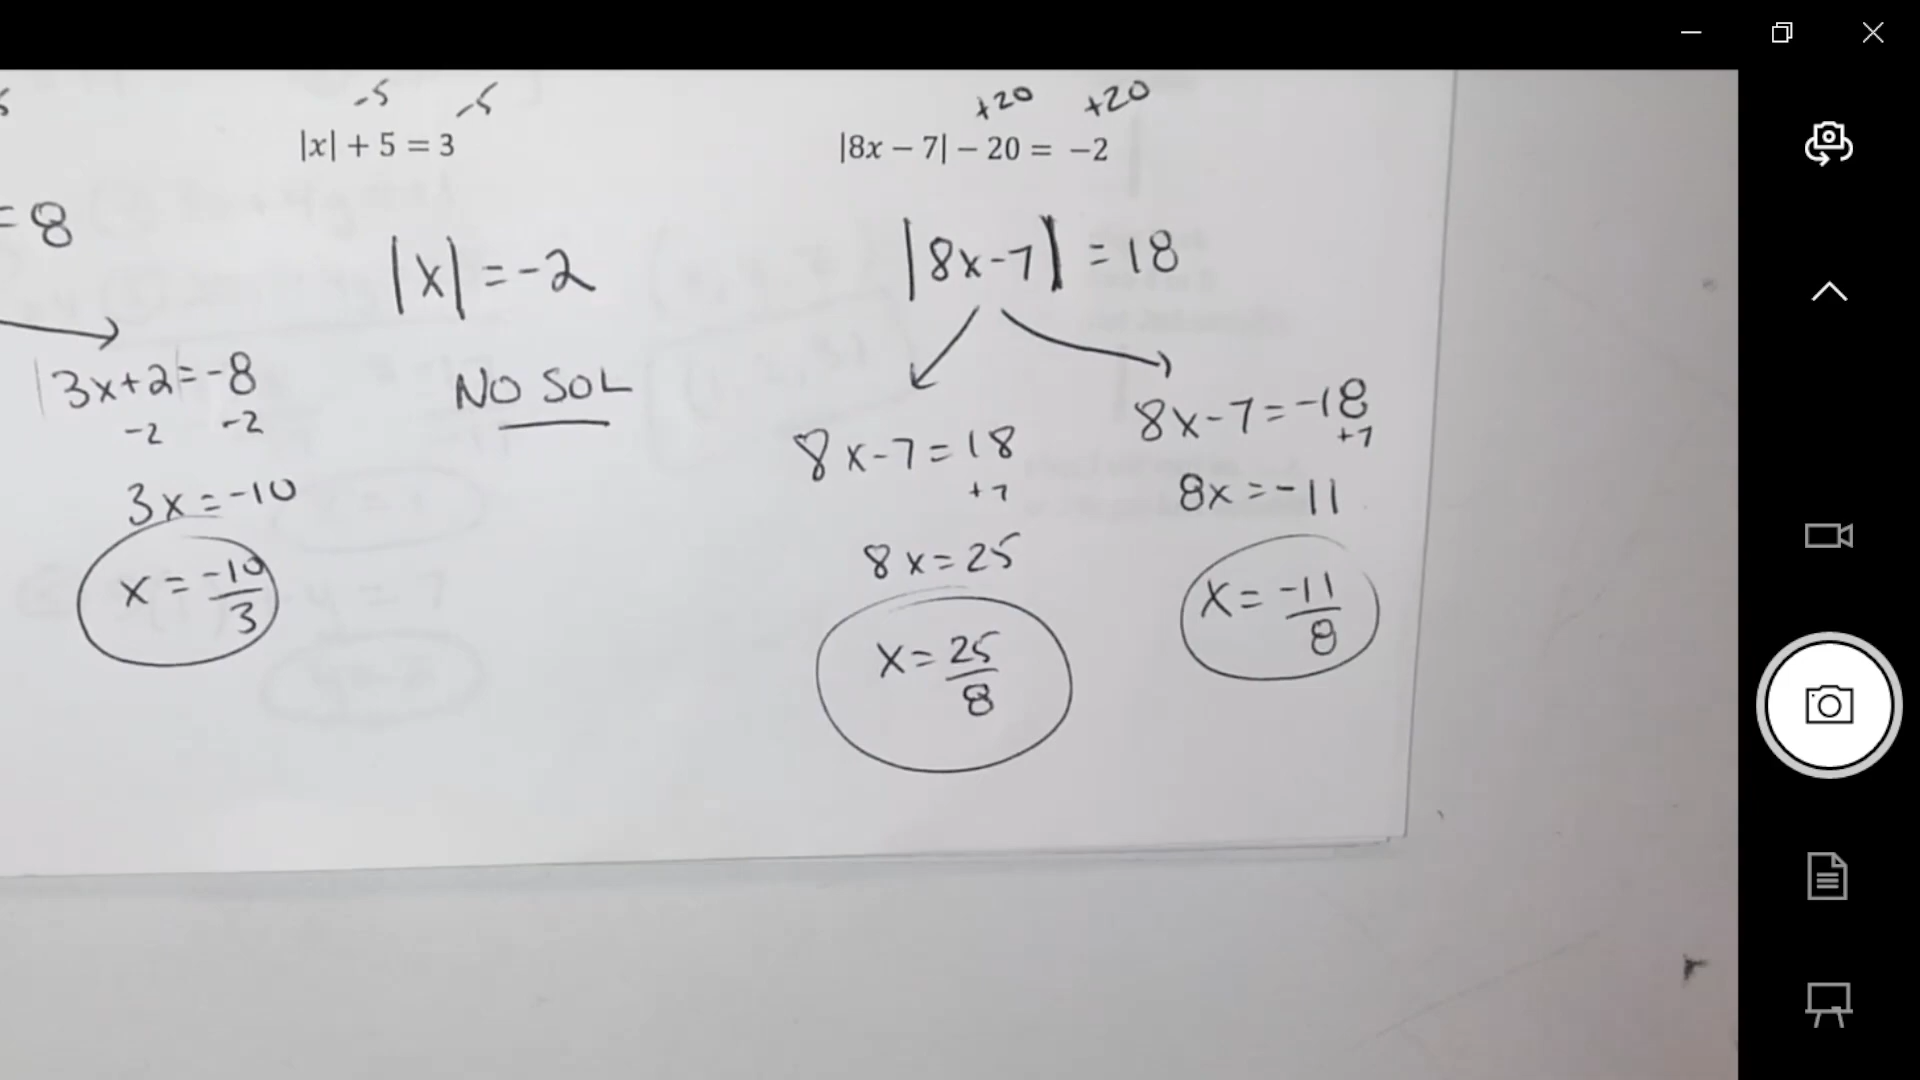 = 8
|3x+2|=-8
-2 -2
3x=-10
x = -10/3
-5 -5
|x| + 5 = 3
|x| = -2
NO SOL
+20 +20
|8x − 7| − 20 = −2
|8x-7| = 18
8x-7=18
+7
8x=25
x=25/8
8x-7=-18
+7
8x=-11
x=-11/8